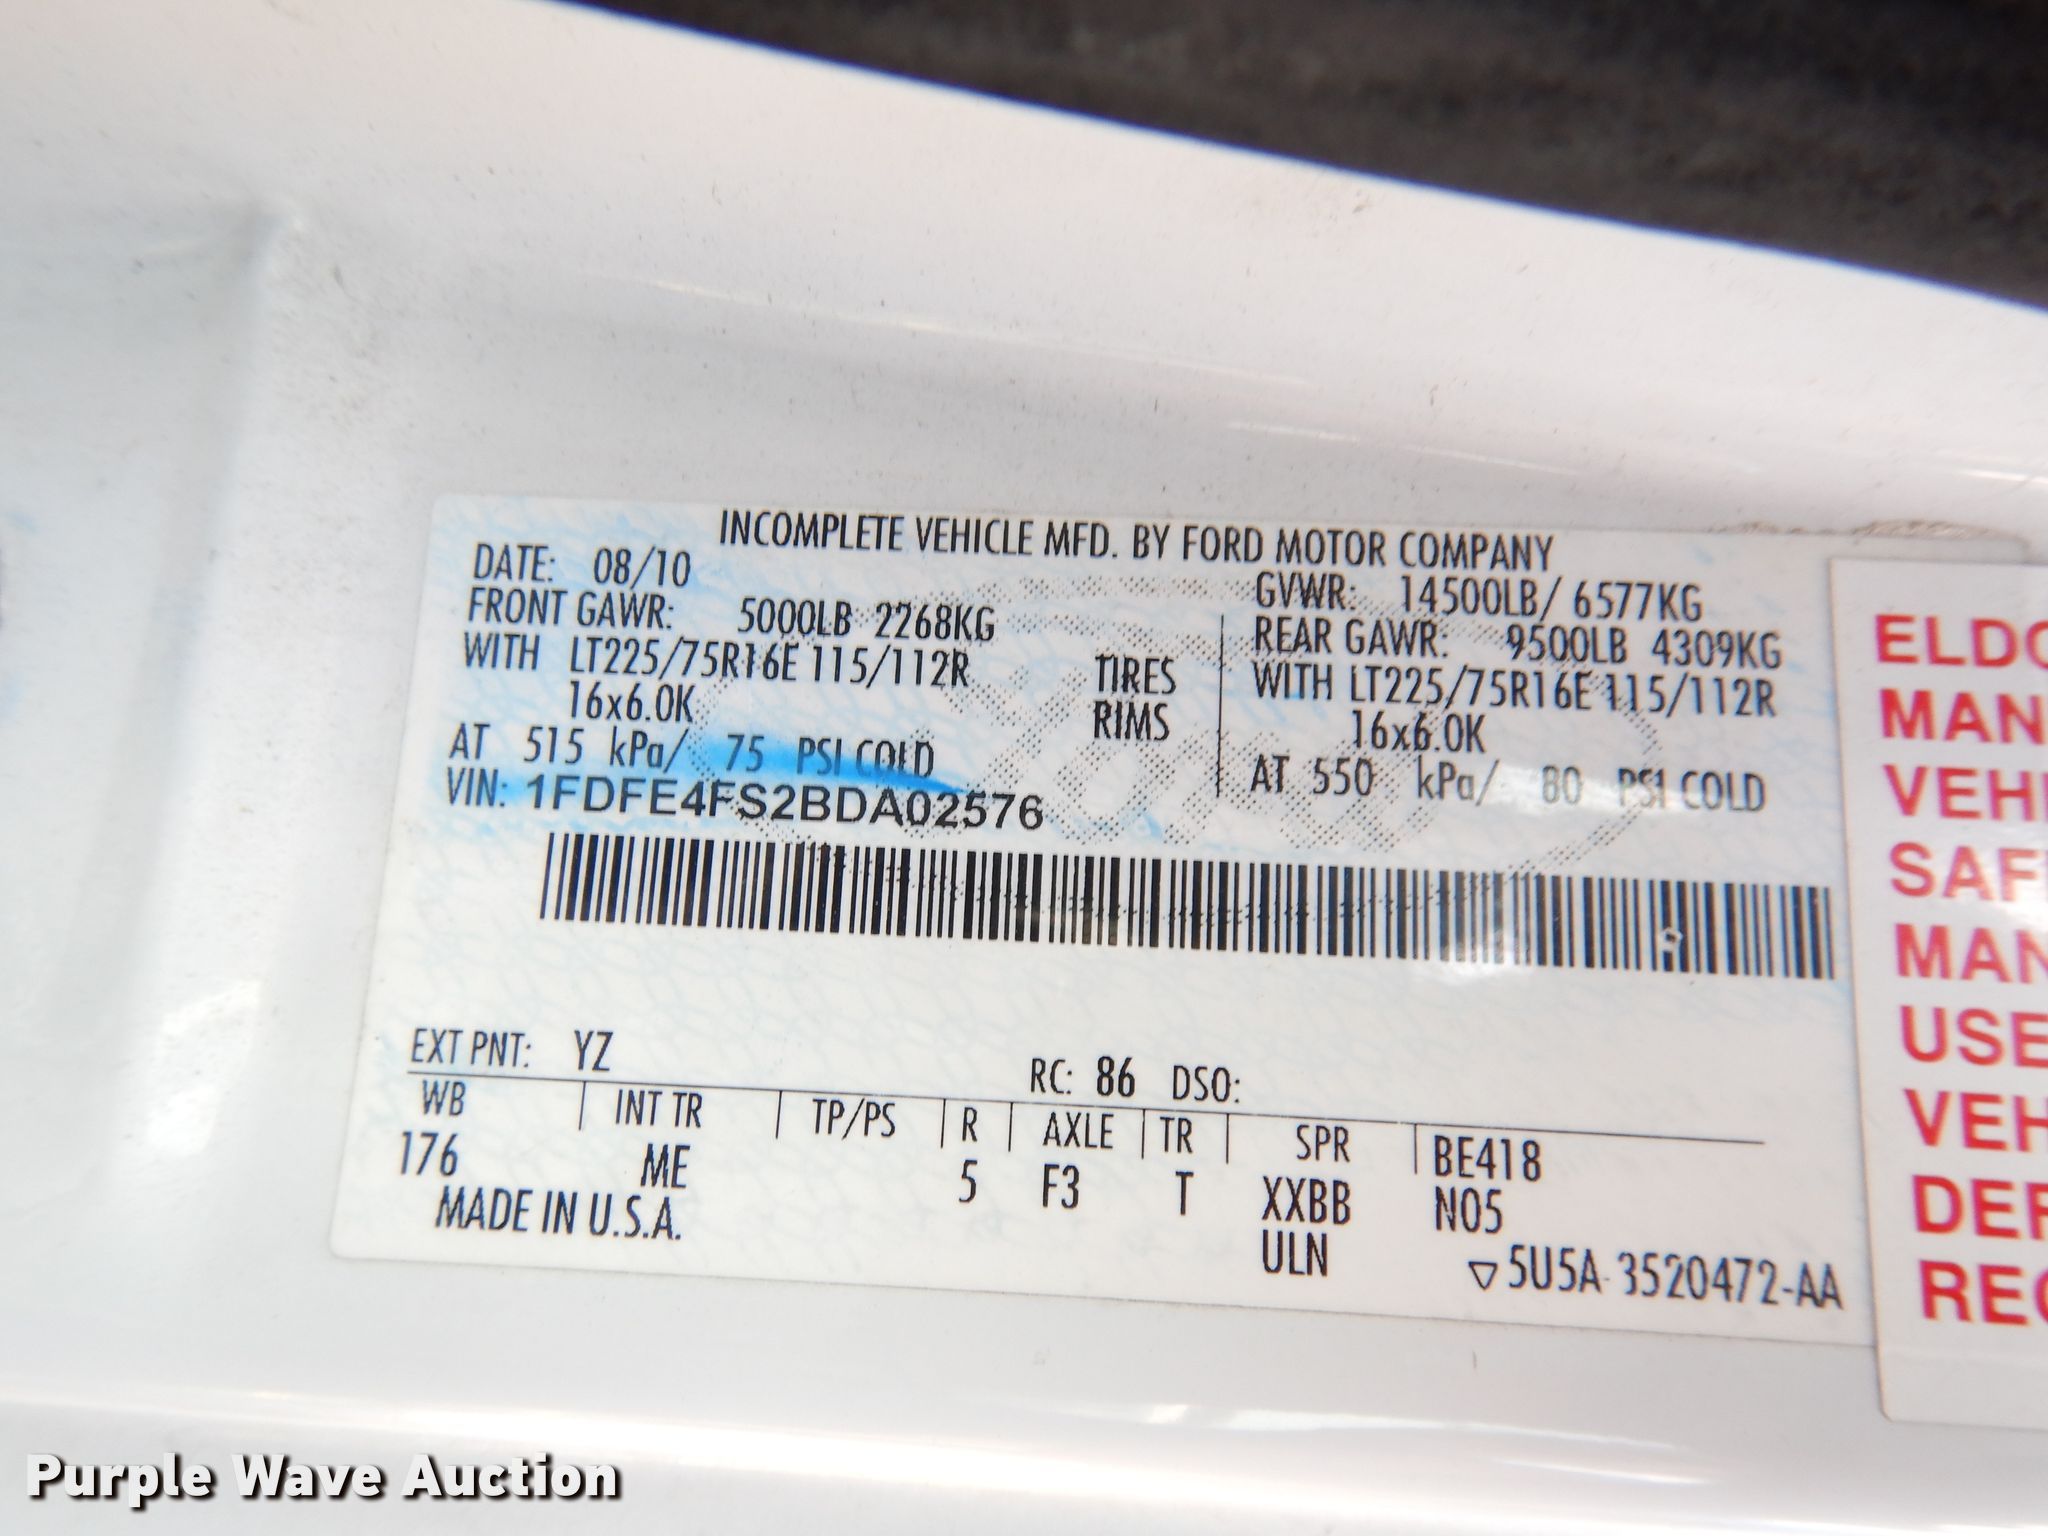 INCOMPLETE VEHICLE MFD. BY FORD MOTOR COMPANY
DATE: 08/10
GVWR: 14500LB/ 6577KG
FRONT GAWR: 5000LB 2268KG
REAR GAWR: 9500LB 4309KG
WITH LT225/75R16E 115/112R TIRES WITH LT225/75R16E 115/112R
16x6.0K RIMS 16x6.0K
AT 515 kPa/ 75 PSI COLD AT 550 kPa/ 80 PSI COLD
VIN: 1FDFE4FS2BDA02576
EXT PNT: YZ RC: 86 DSO:
WB INT TR TP/PS R AXLE TR SPR BE418
176 ME 5 F3 T XXBB N05
MADE IN U.S.A. ULN
5U5A-3520472-AA
MAN
VEH
SAF
MAN
USE
VEH
Purple Wave Auction